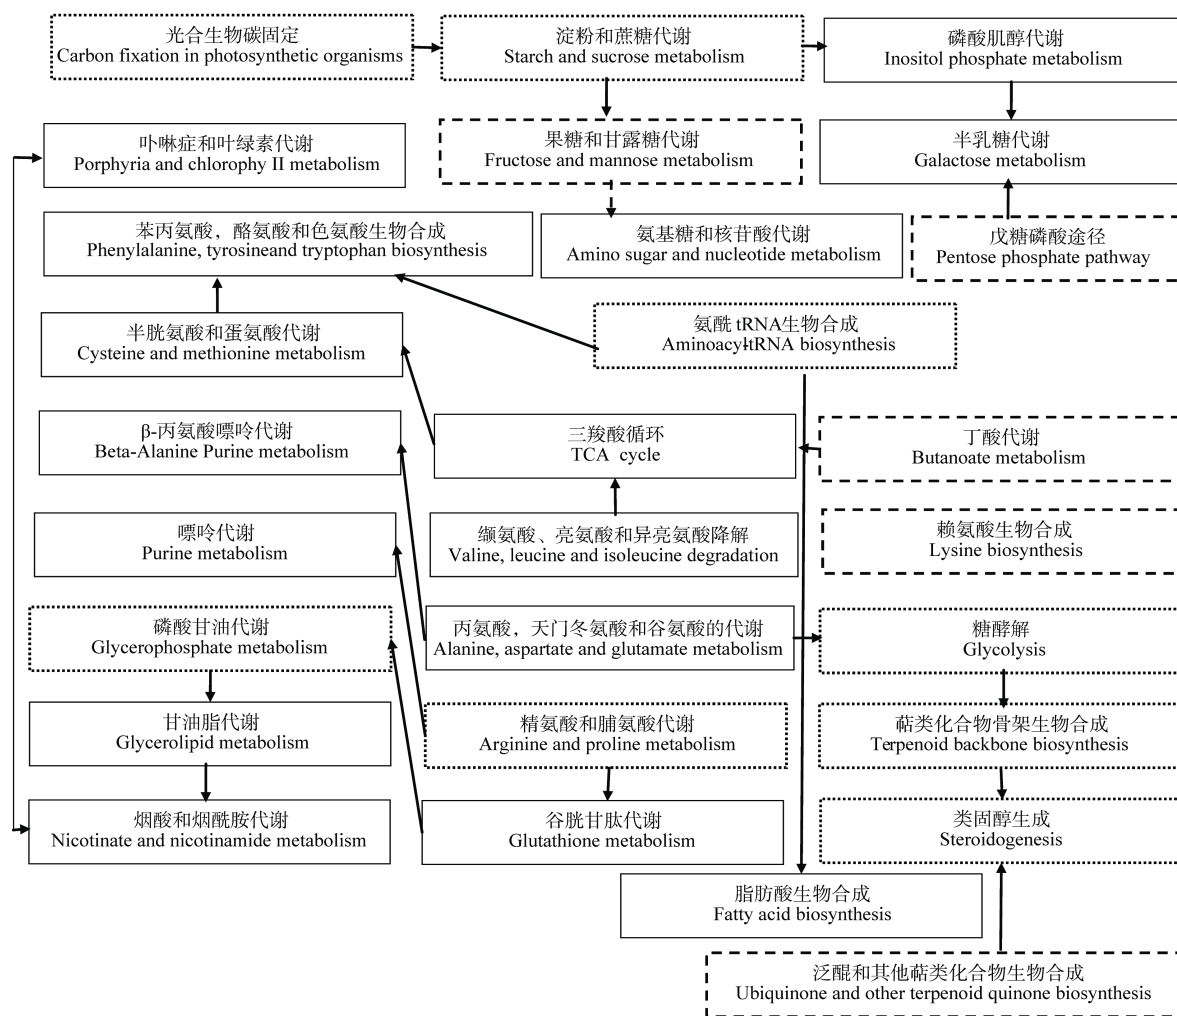 光合生物碳固定
Carbon fixation in photosynthetic organisms
淀粉和蔗糖代谢
Starch and sucrose metabolism
磷酸肌醇代谢
Inositol phosphate metabolism
卟啉症和叶绿素代谢
Porphyria and chlorophy II metabolism
果糖和甘露糖代谢
Fructose and mannose metabolism
半乳糖代谢
Galactose metabolism
苯丙氨酸，酪氨酸和色氨酸生物合成
Phenylalanine, tyrosineand tryptophan biosynthesis
氨基糖和核苷酸代谢
Amino sugar and nucleotide metabolism
戊糖磷酸途径
Pentose phosphate pathway
半胱氨酸和蛋氨酸代谢
Cysteine and methionine metabolism
氨酰 tRNA生物合成
Aminoacyl-tRNA biosynthesis
β-丙氨酸嘌呤代谢
Beta-Alanine Purine metabolism
三羧酸循环
TCA cycle
丁酸代谢
Butanoate metabolism
嘌呤代谢
Purine metabolism
缬氨酸、亮氨酸和异亮氨酸降解
Valine, leucine and isoleucine degradation
赖氨酸生物合成
Lysine biosynthesis
磷酸甘油代谢
Glycerophosphate metabolism
丙氨酸，天门冬氨酸和谷氨酸的代谢
Alanine, aspartate and glutamate metabolism
糖酵解
Glycolysis
甘油脂代谢
Glycerolipid metabolism
精氨酸和脯氨酸代谢
Arginine and proline metabolism
萜类化合物骨架生物合成
Terpenoid backbone biosynthesis
烟酸和烟酰胺代谢
Nicotinate and nicotinamide metabolism
谷胱甘肽代谢
Glutathione metabolism
类固醇生成
Steroidogenesis
脂肪酸生物合成
Fatty acid biosynthesis
泛醌和其他萜类化合物生物合成
Ubiquinone and other terpenoid quinone biosynthesis